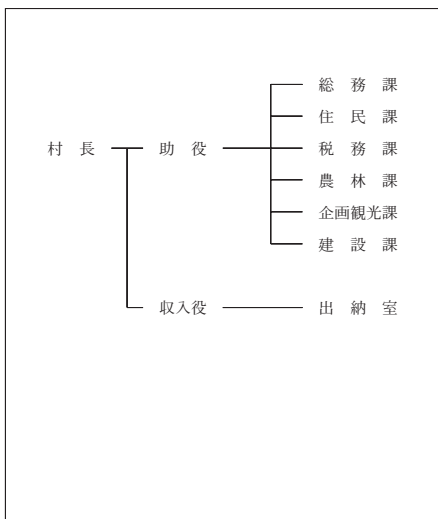 総務課
住民課
村長 助役 税務課
農林課
企画観光課
建設課
収入役 出納室